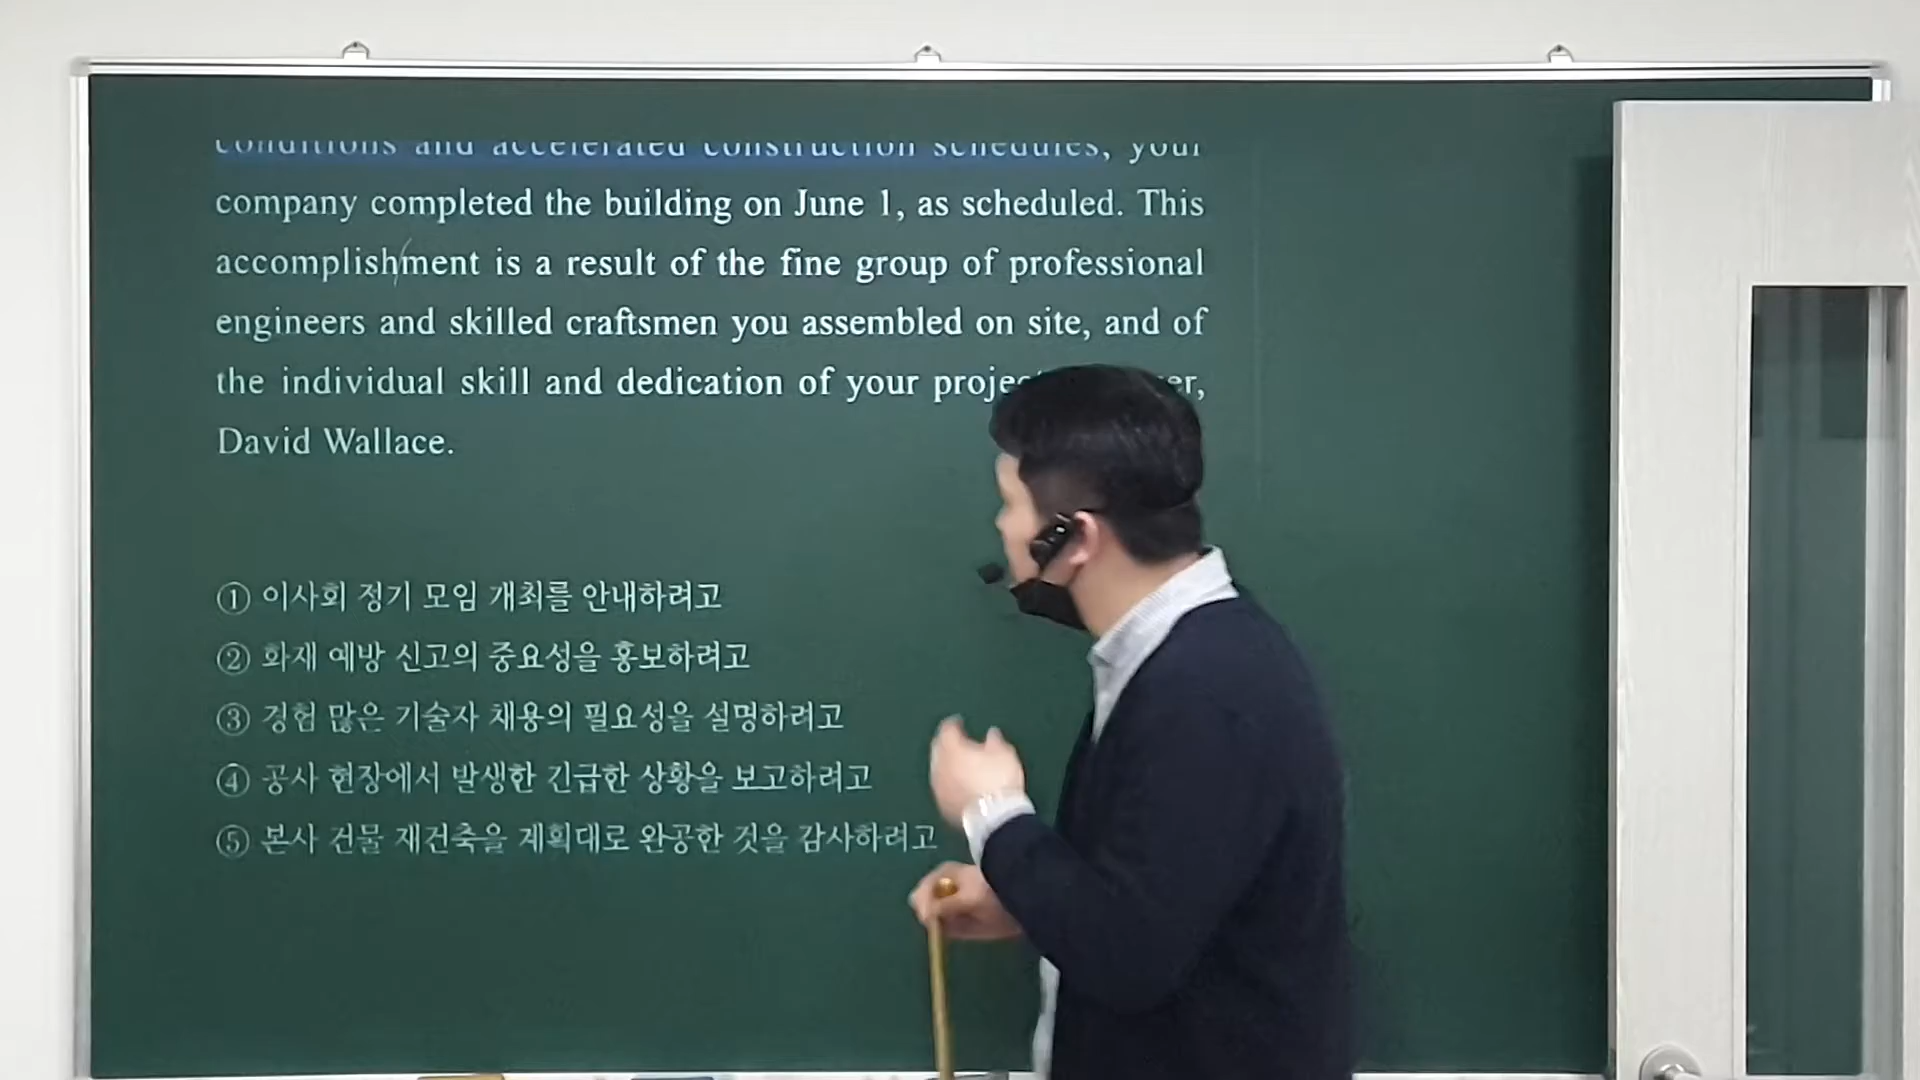 conditions and accelerated construction schedules, your
company completed the building on June 1, as scheduled. This
accomplishment is a result of the fine group of professional
engineers and skilled craftsmen you assembled on site, and of
the individual skill and dedication of your
David Wallace.
① 이사회 정기 모임 개최를 안내하려고
② 화재 예방 신고의 중요성을 홍보하려고
③ 경험 많은 기술자 채용의 필요성을 설명하려고
④ 공사 현장에서 발생한 긴급한 상황을 보고하려고
⑤ 본사 건물 재건축을 계획대로 완공한 것을 감사하려고